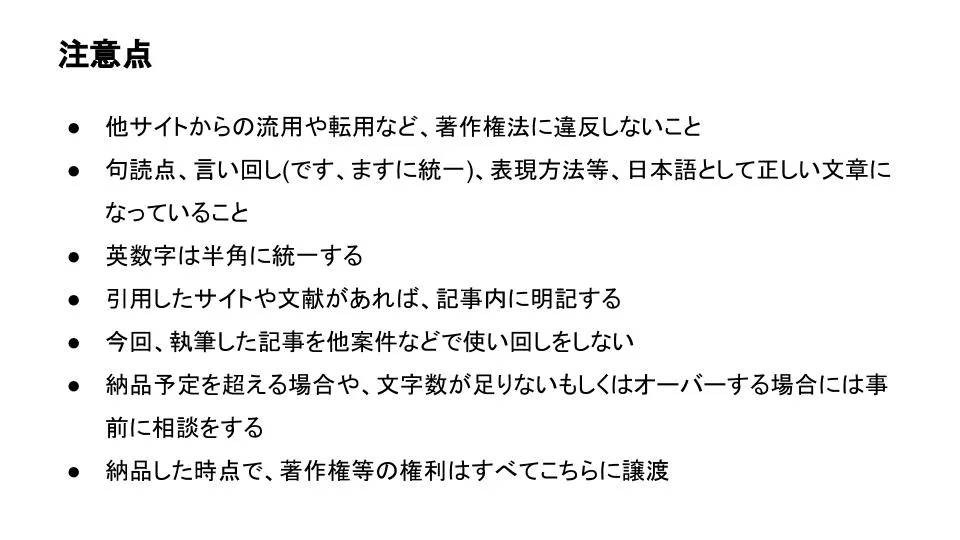 注意点
● 他サイトからの流用や転用など、著作権法に違反しないこと
● 句読点、言い回し(です、ますに統一)、表現方法等、日本語として正しい文章に
なっていること
● 英数字は半角に統一する
● 引用したサイトや文献があれば、記事内に明記する
● 今回、執筆した記事を他案件などで使い回しをしない
● 納品予定を超える場合や、文字数が足りないもしくはオーバーする場合には事
前に相談をする
● 納品した時点で、著作権等の権利はすべてこちらに譲渡